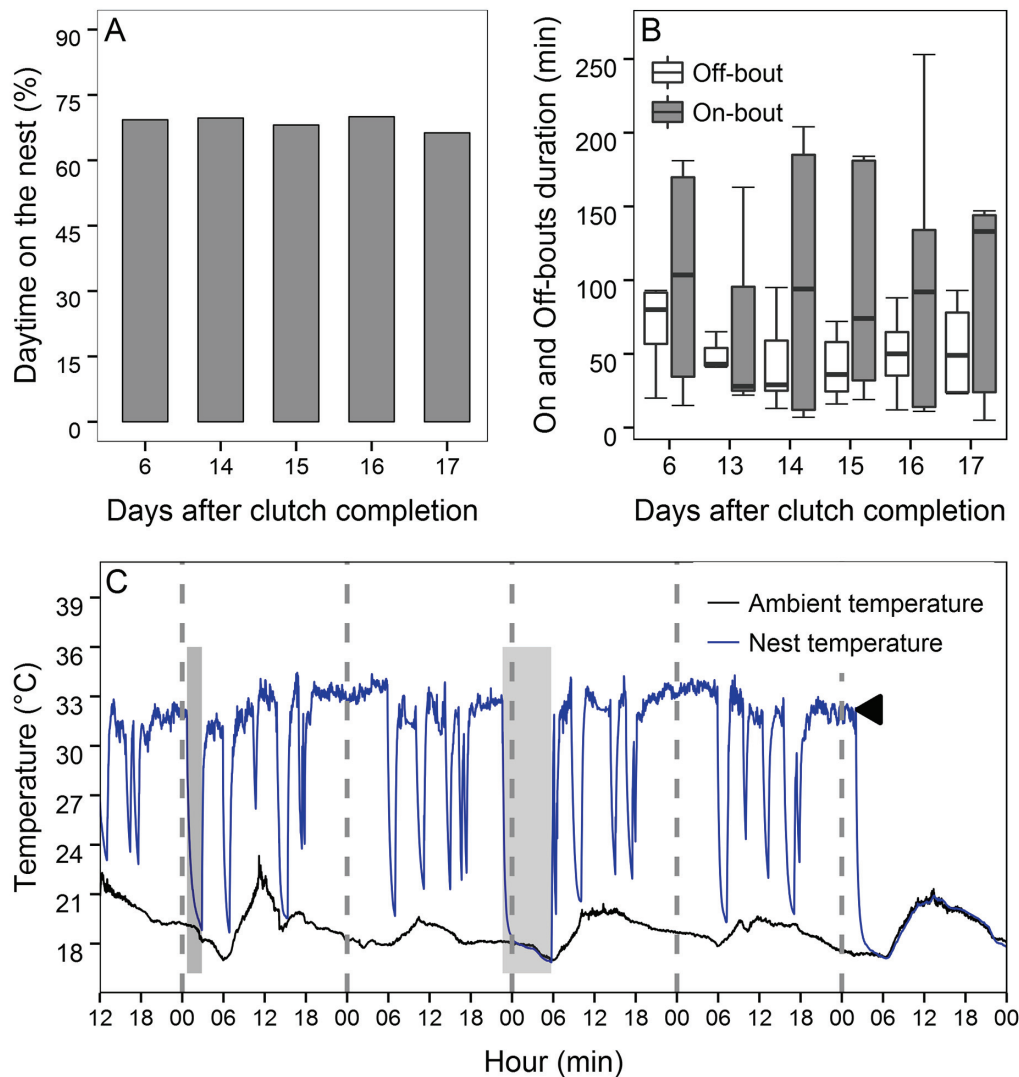 A
Daytime on the nest (%)
90
75
60
45
30
15
0
6 14 15 16 17
Days after clutch completion
B
On and Off-bouts duration (min)
Off-bout
On-bout
250
200
150
100
50
0
6 13 14 15 16 17
Days after clutch completion
C
Temperature (°C)
Ambient temperature
Nest temperature
39
36
33
30
27
24
21
18
12 18 00 06 12 18 00 06 12 18 00 06 12 18 00 06 12 18 00 06 12 18 00
Hour (min)